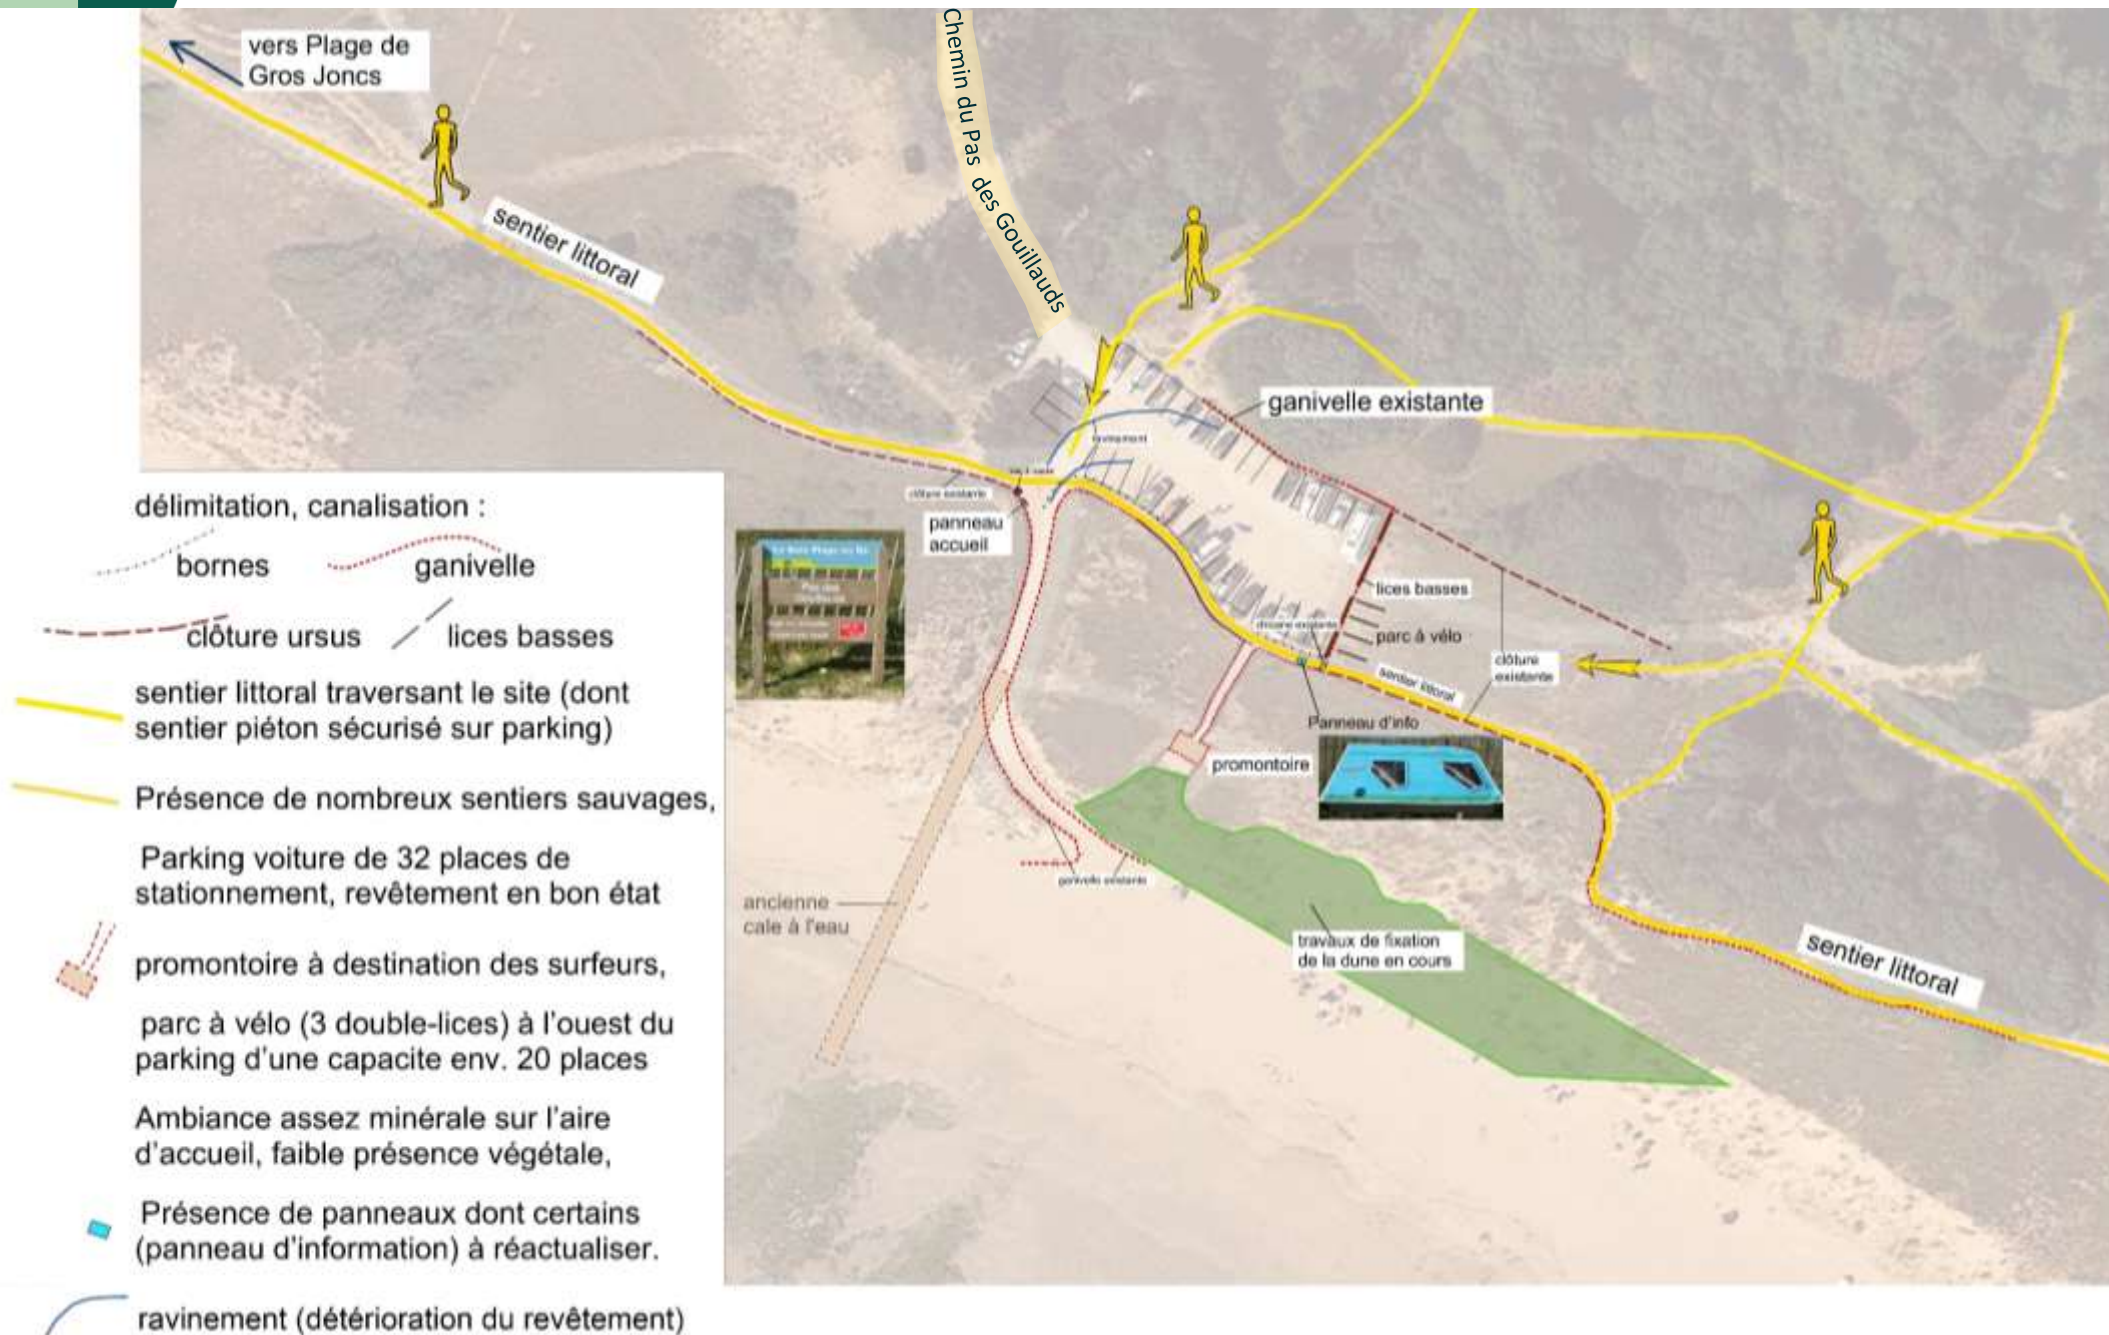 vers Plage de
Gros Joncs
Chemin du Pas des Gouillauds
sentier littoral
ganivelle existante
ravinement
clôture existante
panneau
accueil
lices basses
parc à vélo
clôture
existante
sentier littoral
Panneau d'info
promontoire
ganivelle existante
ancienne
cale à l'eau
travaux de fixation
de la dune en cours
sentier littoral
délimitation, canalisation :
bornes
ganivelle
clôture ursus
lices basses
sentier littoral traversant le site (dont
sentier piéton sécurisé sur parking)
Présence de nombreux sentiers sauvages,
Parking voiture de 32 places de
stationnement, revêtement en bon état
promontoire à destination des surfeurs,
parc à vélo (3 double-lices) à l'ouest du
parking d'une capacite env. 20 places
Ambiance assez minérale sur l'aire
d'accueil, faible présence végétale,
Présence de panneaux dont certains
(panneau d'information) à réactualiser.
ravinement (détérioration du revêtement)